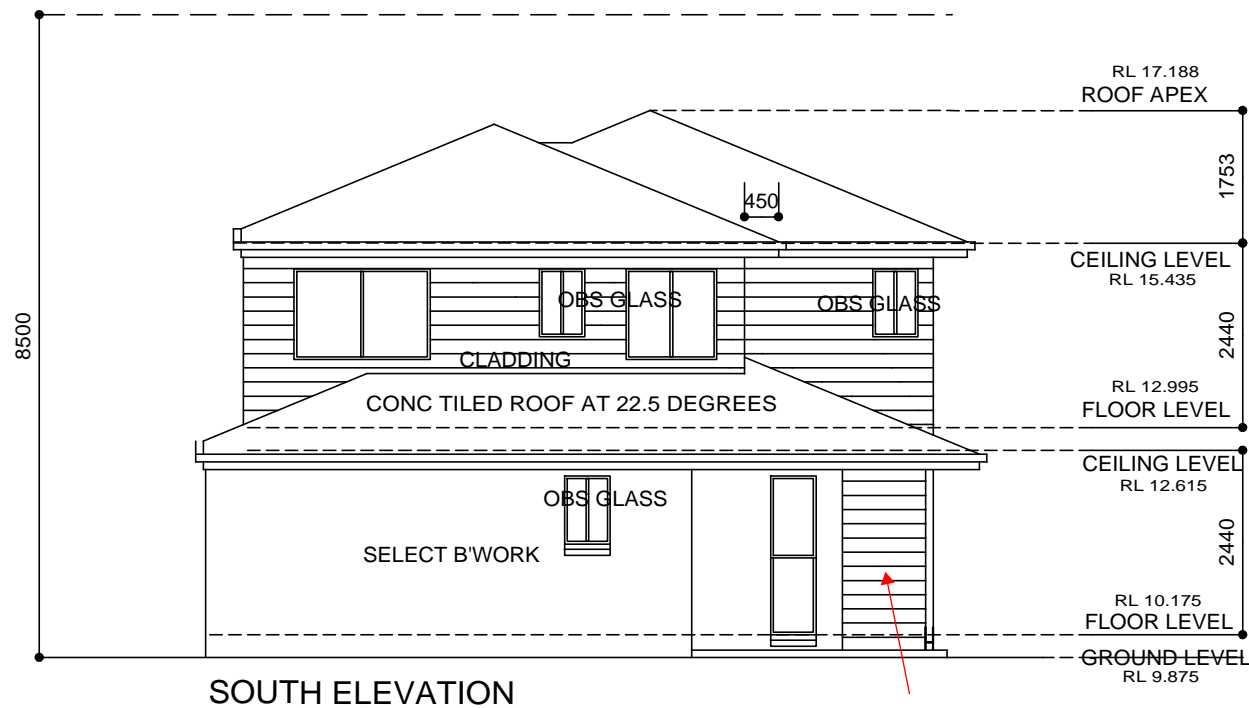 RL 17.188
ROOF APEX
1753
450
CEILING LEVEL
RL 15.435
OBS GLASS
OBS GLASS
8500
2440
CLADDING
RL 12.995
FLOOR LEVEL
CONC TILED ROOF AT 22.5 DEGREES
CEILING LEVEL
RL 12.615
OBS GLASS
2440
SELECT B'WORK
RL 10.175
FLOOR LEVEL
GROUND LEVEL
RL 9.875
SOUTH ELEVATION